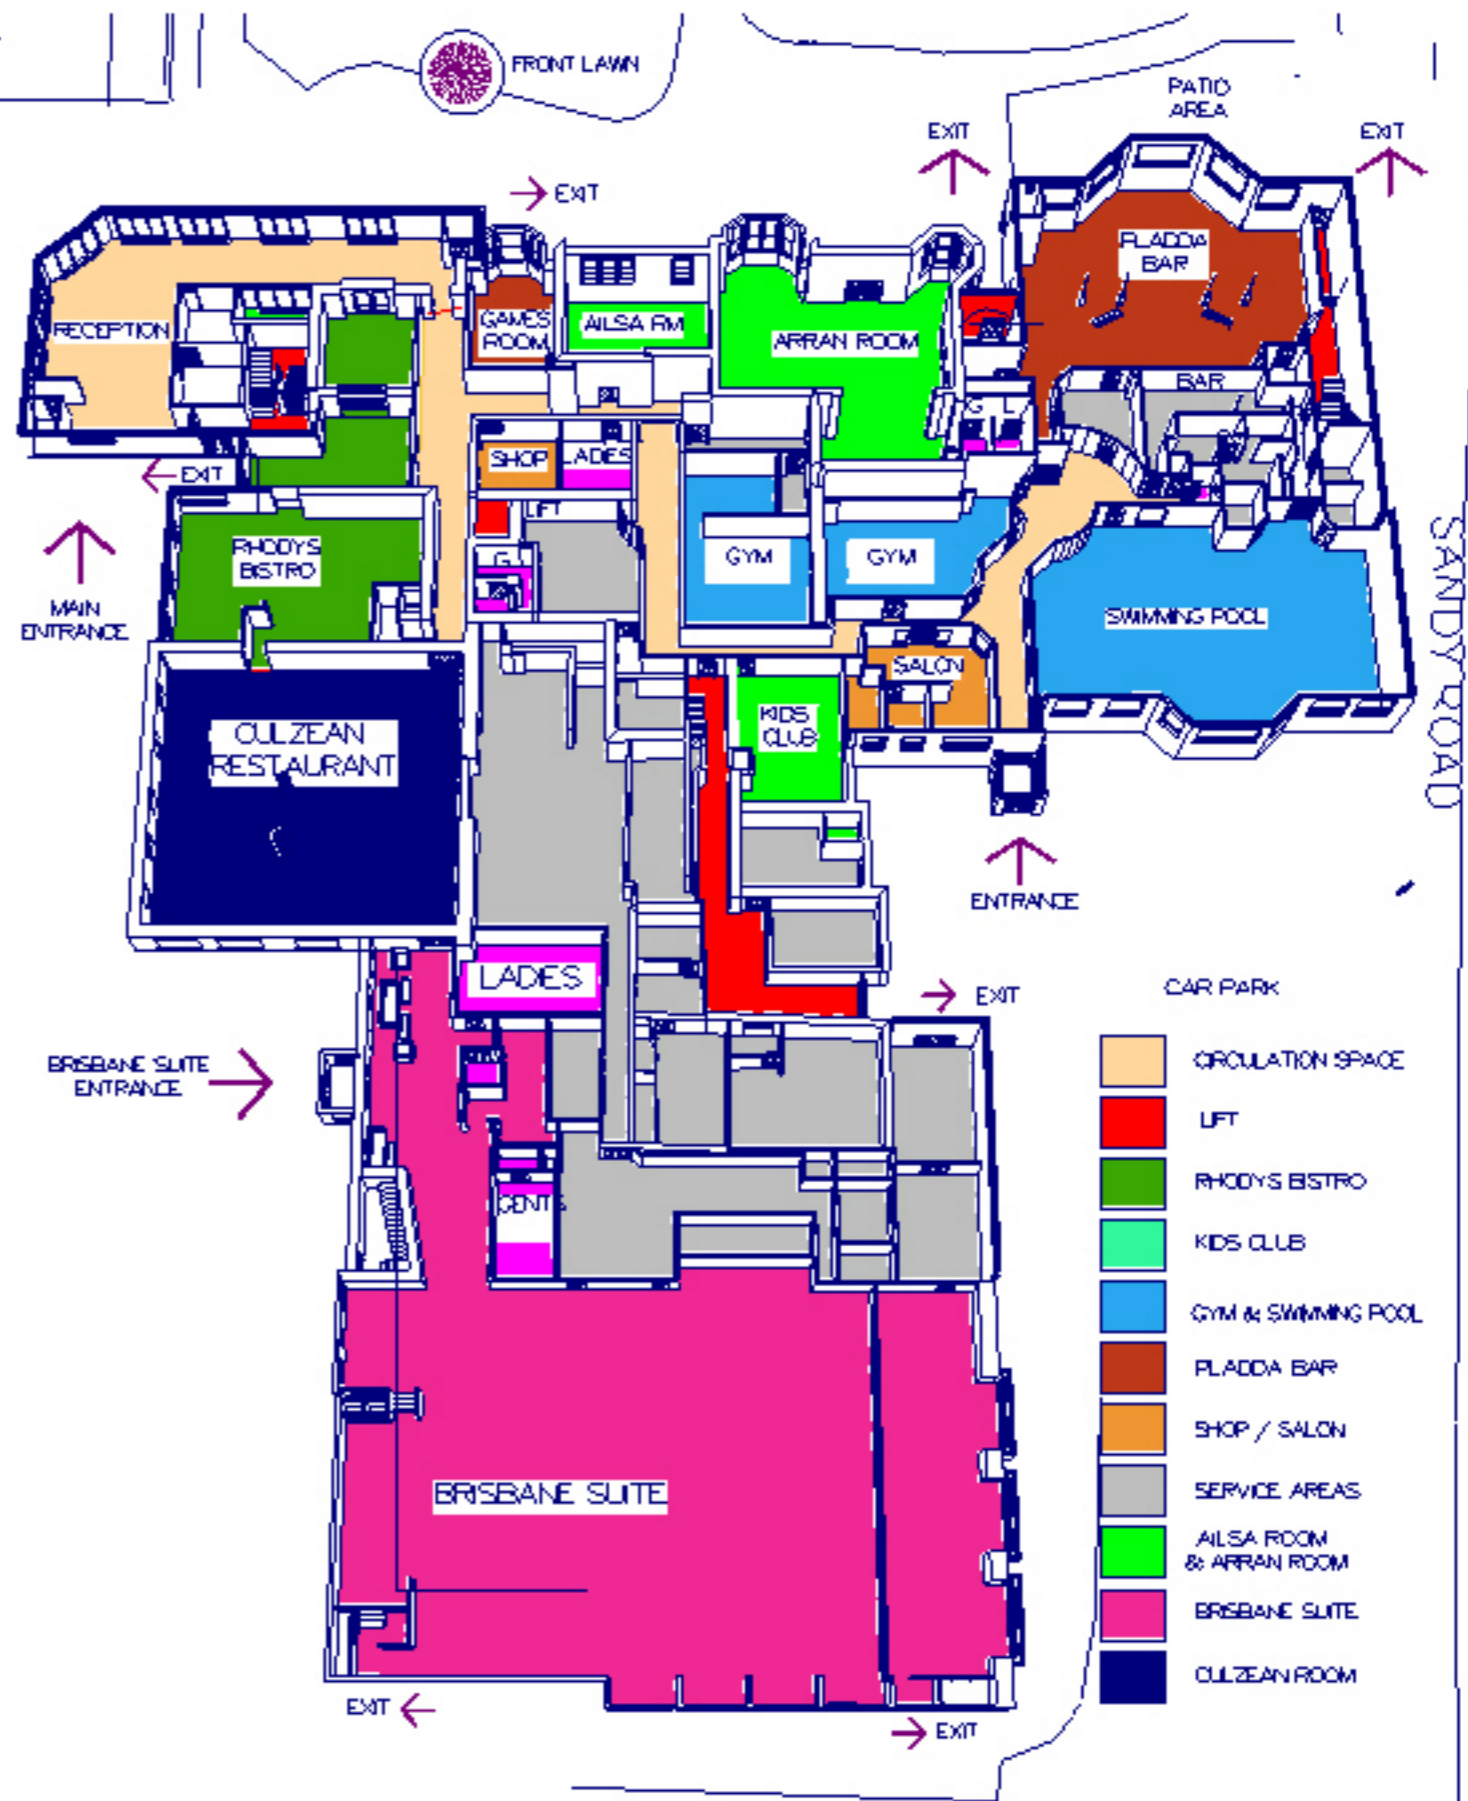 FRONT LAWN
PATIO
AREA
EXIT
EXIT
EXIT
PLADDA
BAR
RECEPTION
GAMES
ROOM
AILSA RM
ARRAN ROOM
BAR
G
SHOP
LADIES
EXIT
LIFT
RHODYS
BISTRO
G
GYM
GYM
SWIMMING POOL
MAIN
ENTRANCE
SANDY ROAD
SALON
KIDS
CLUB
CULZEAN
RESTAURANT
ENTRANCE
LADIES
EXIT
CAR PARK
BRISBANE SUITE
ENTRANCE
GENTS
BRISBANE SUITE
EXIT
EXIT
CIRCULATION SPACE
LIFT
RHODYS BISTRO
KIDS CLUB
GYM & SWIMMING POOL
PLADDA BAR
SHOP / SALON
SERVICE AREAS
AILSA ROOM
& ARRAN ROOM
BRISBANE SUITE
CULZEAN ROOM